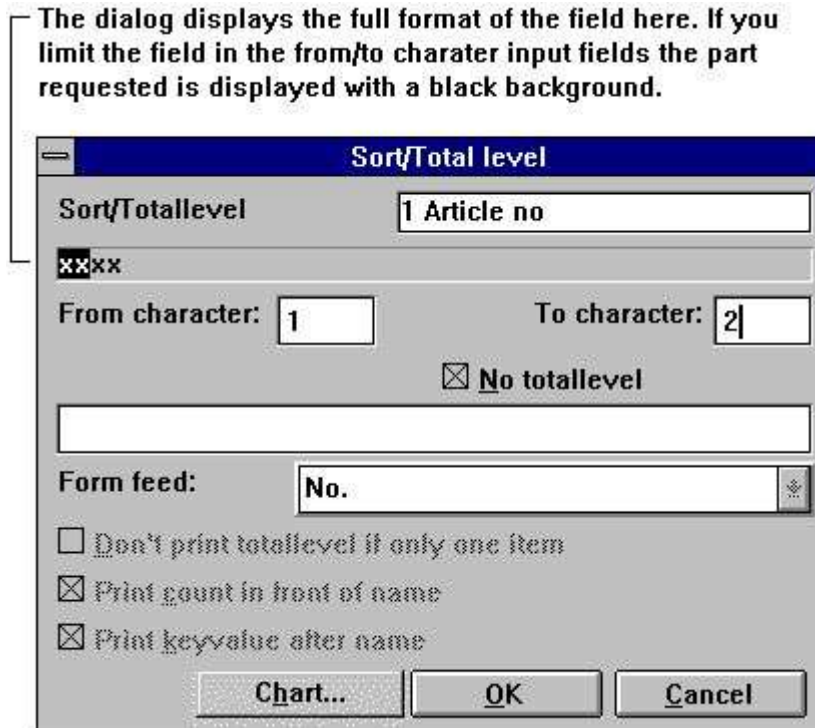 The dialog displays the full format of the field here. If you
limit the field in the from/to charater input fields the part
requested is displayed with a black background.
Sort/Total level
Sort/Totallevel 1 Article no
xxxx
From character: 1 To character: 2
No totallevel
Form feed: No.
Don't print totallevel if only one item
Print count in front of name
Print keyvalue after name
Chart... OK Cancel